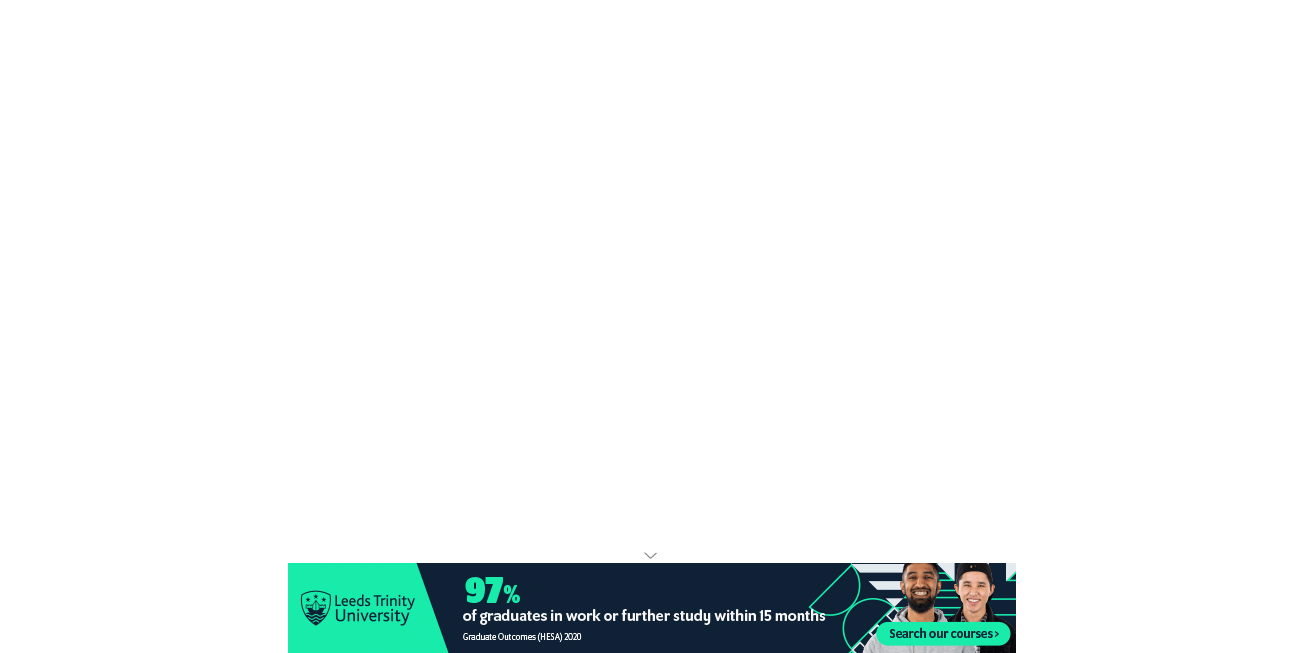 Leeds Trinity
University
97%
of graduates in work or further study within 15 months
Graduate Outcomes (HESA) 2020
Search our courses >